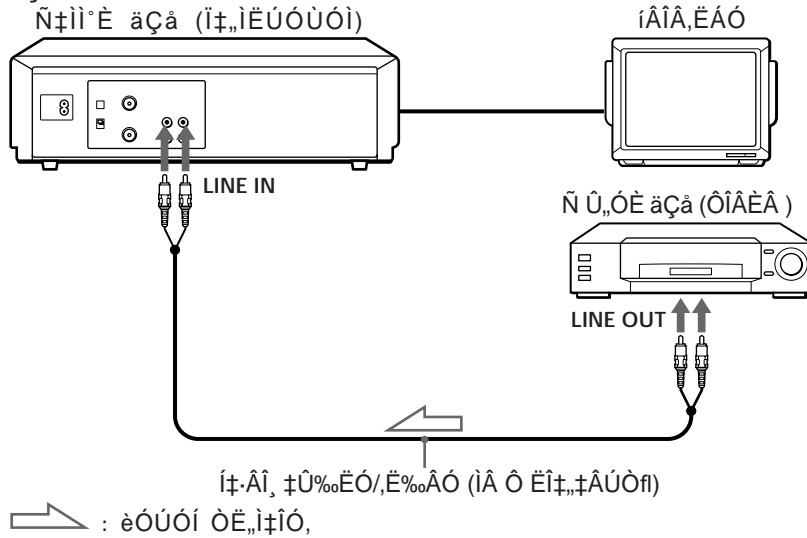 Ñ‡ÌÌ˚È äÇå (Ï‡„ÌËÚÓÙÓÌ)
íÂÎÂ‚ËÁÓ
LINE IN
Ñ Û„ÓÈ äÇå (ÔÎÂÈÂ )
LINE OUT
Í‡·ÂÎ¸ ‡Û‰ËÓ/‚Ë‰ÂÓ (ÌÂ Ô ËÎ‡„‡ÂÚÒfl)
: èÓÚÓÍ ÒË„Ì‡ÎÓ‚